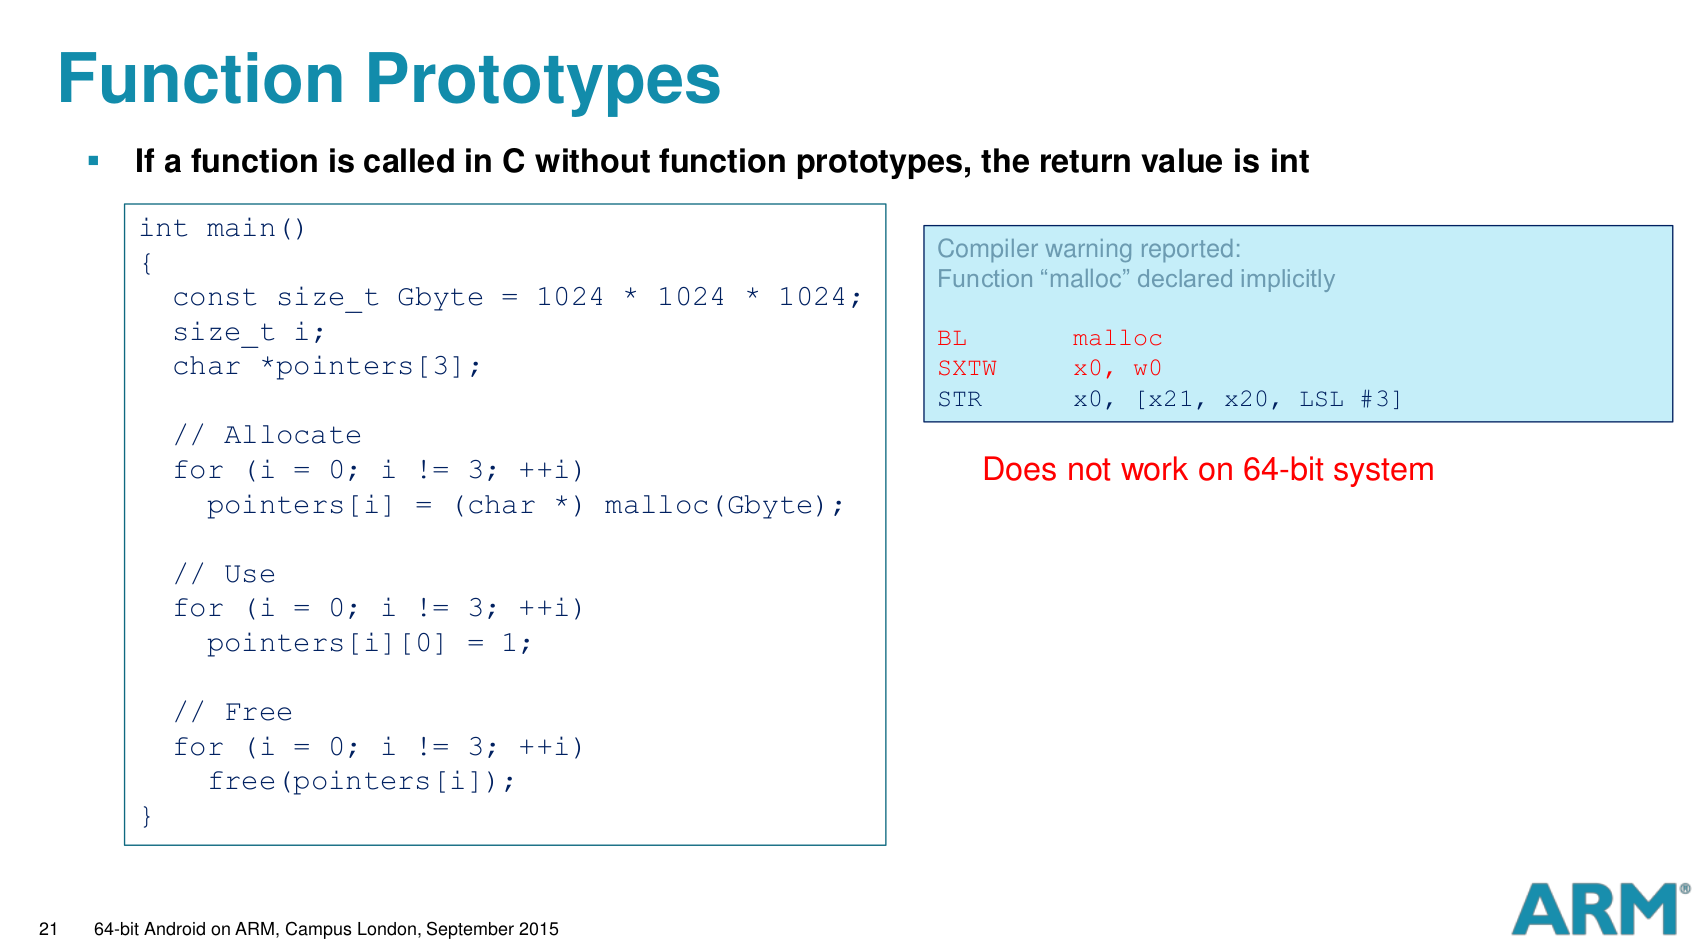 Function Prototypes
▪ If a function is called in C without function prototypes, the return value is int
int main()
{
  const size_t Gbyte = 1024 * 1024 * 1024;
  size_t i;
  char *pointers[3];

  // Allocate
  for (i = 0; i != 3; ++i)
    pointers[i] = (char *) malloc(Gbyte);

  // Use
  for (i = 0; i != 3; ++i)
    pointers[i][0] = 1;

  // Free
  for (i = 0; i != 3; ++i)
    free(pointers[i]);
}
Compiler warning reported:
Function “malloc” declared implicitly
BL malloc
SXTW x0, w0
STR x0, [x21, x20, LSL #3]
Does not work on 64-bit system
21 64-bit Android on ARM, Campus London, September 2015
ARM®